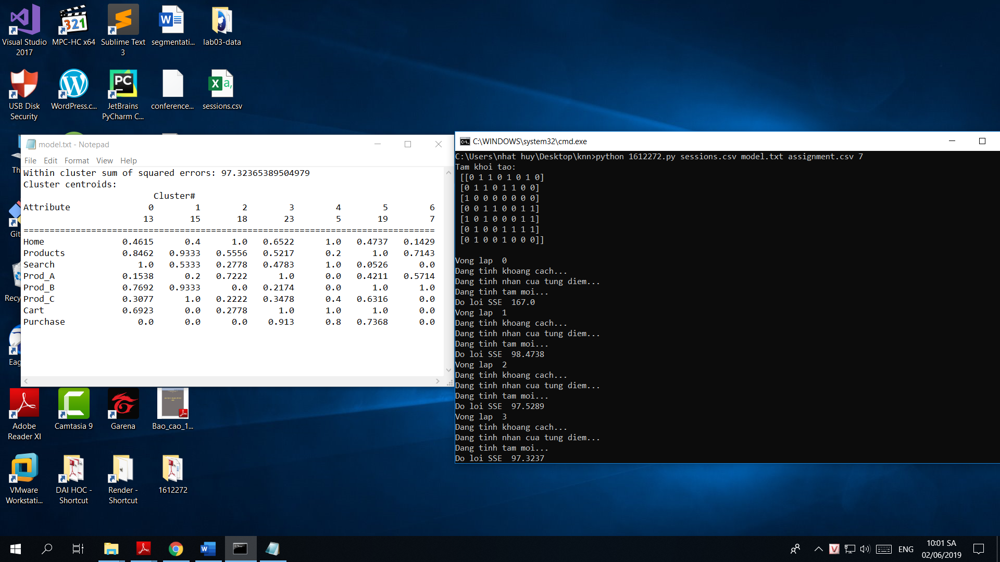 Visual Studio
2017
MPC-HC x64
Sublime Text
3
segmentati...
lab03-data
USB Disk
Security
WordPress.c...
JetBrains
PyCharm C...
conference...
sessions.csv
Th
Git
Recy
Eag
Adobe
Reader XI
Camtasia 9
Garena
Bao_cao_1...
VMware
Workstati...
DAI HOC -
Shortcut
Render -
Shortcut
1612272
model.txt - Notepad
File Edit Format View Help
Within cluster sum of squared errors: 97.32365389504979
Cluster centroids:
Cluster#
Attribute 0 1 2 3 4 5 6
13 15 18 23 5 19 7
===============================================================================
Home 0.4615 0.4 1.0 0.6522 1.0 0.4737 0.1429
Products 0.8462 0.9333 0.5556 0.5217 0.2 1.0 0.7143
Search 1.0 0.5333 0.2778 0.4783 1.0 0.0526 0.0
Prod_A 0.1538 0.2 0.7222 1.0 0.0 0.4211 0.5714
Prod_B 0.7692 0.9333 0.0 0.2174 0.0 1.0 1.0
Prod_C 0.3077 1.0 0.2222 0.3478 0.4 0.6316 0.0
Cart 0.6923 0.0 0.2778 1.0 1.0 1.0 0.0
Purchase 0.0 0.0 0.0 0.913 0.8 0.7368 0.0
C:\WINDOWS\system32\cmd.exe
C:\Users\nhat huy\Desktop\knn>python 1612272.py sessions.csv model.txt assignment.csv 7
Tam khoi tao:
[[0 1 1 0 1 0 1 0]
[0 1 1 0 1 1 0 0]
[1 0 0 0 0 0 0 0]
[0 0 1 1 0 0 1 1]
[1 0 1 0 0 0 1 1]
[0 1 0 0 1 1 1 1]
[0 1 0 0 1 0 0 0]]
Vong lap 0
Dang tinh khoang cach...
Dang tinh nhan cua tung diem...
Dang tinh tam moi...
Do loi SSE 167.0
Vong lap 1
Dang tinh khoang cach...
Dang tinh nhan cua tung diem...
Dang tinh tam moi...
Do loi SSE 98.4738
Vong lap 2
Dang tinh khoang cach...
Dang tinh nhan cua tung diem...
Dang tinh tam moi...
Do loi SSE 97.5289
Vong lap 3
Dang tinh khoang cach...
Dang tinh nhan cua tung diem...
Dang tinh tam moi...
Do loi SSE 97.3237
ENG
10:01 SA
02/06/2019